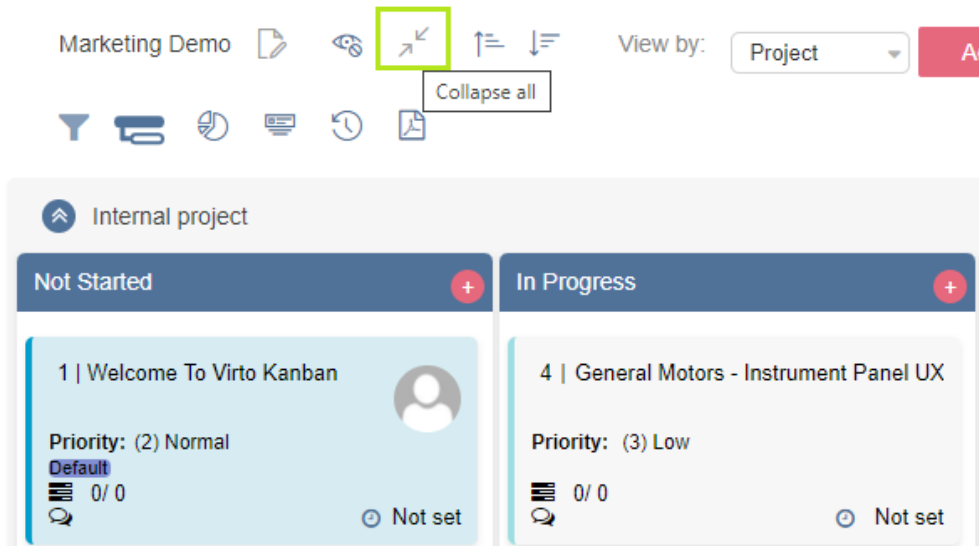 Marketing Demo
View by:
Project
Collapse all
Internal project
Not Started
+
In Progress
+
1 | Welcome To Virto Kanban
Priority: (2) Normal
Default
0/ 0
Not set
4 | General Motors - Instrument Panel UX
Priority: (3) Low
0/ 0
Not set